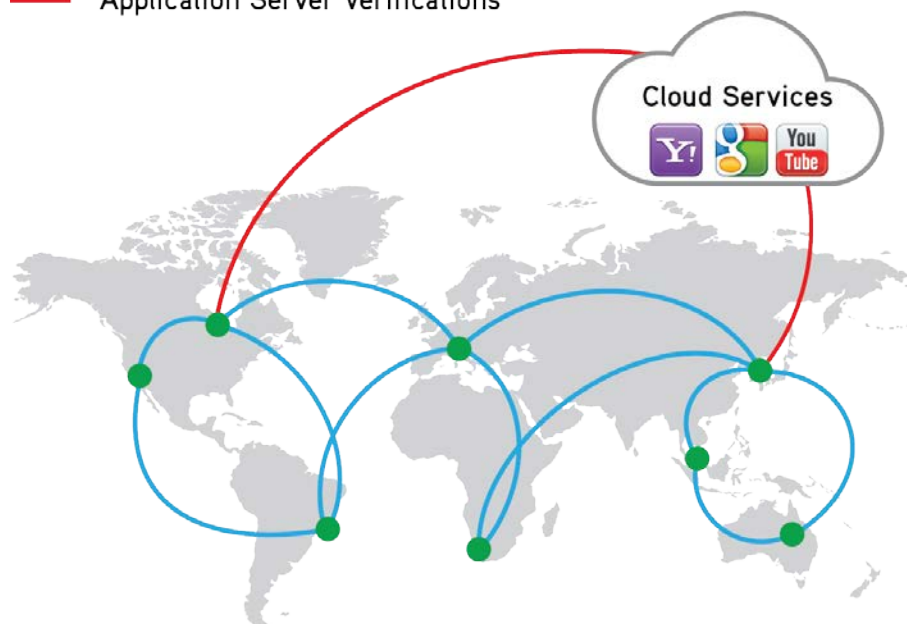 Application Server Verifications
Cloud Services
Y!
g
You
Tube